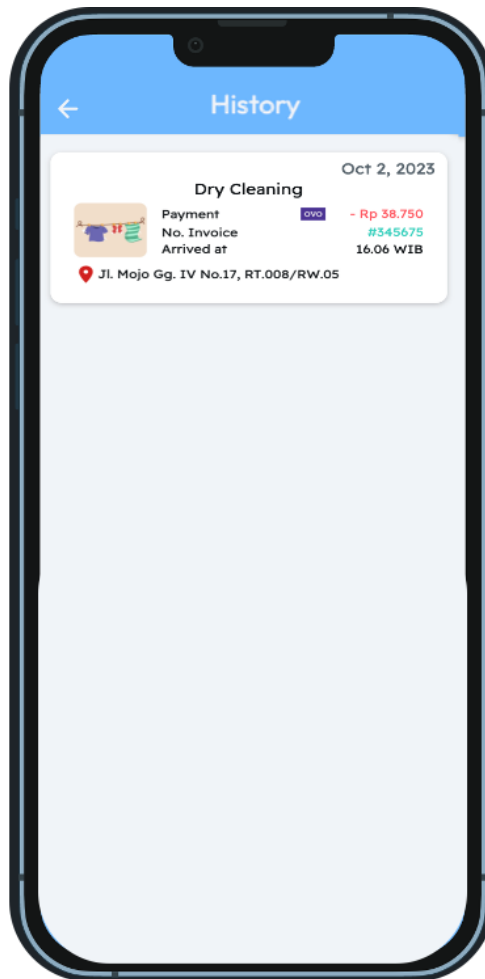 History
Oct 2, 2023
Dry Cleaning
Payment OVO - Rp 38.750
No. Invoice #345675
Arrived at 16.06 WIB
Jl. Mojo Gg. IV No.17, RT.008/RW.05